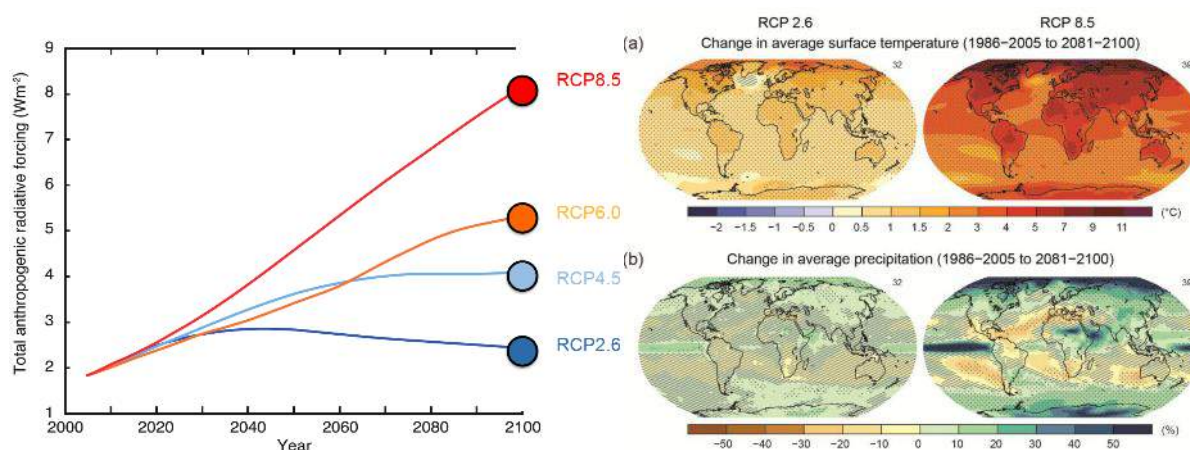 Total anthropogenic radiative forcing (Wm⁻²)
9
8
7
6
5
4
3
2
1
2000 2020 2040 2060 2080 2100
Year
RCP8.5
RCP6.0
RCP4.5
RCP2.6
RCP 2.6 RCP 8.5
(a) Change in average surface temperature (1986−2005 to 2081−2100)
32
−2 −1.5 −1 −0.5 0 0.5 1 1.5 2 3 4 5 7 9 11 (°C)
(b) Change in average precipitation (1986−2005 to 2081−2100)
32
−50 −40 −30 −20 −10 0 10 20 30 40 50 (%)